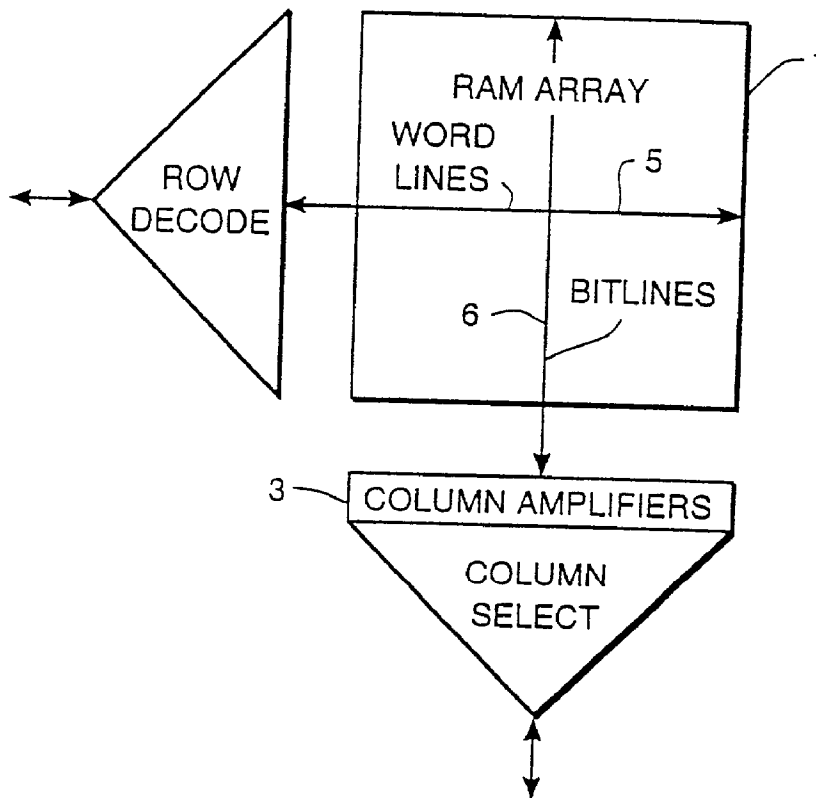 RAM ARRAY
WORD
LINES
5
ROW
DECODE
BITLINES
6
3
COLUMN AMPLIFIERS
COLUMN
SELECT